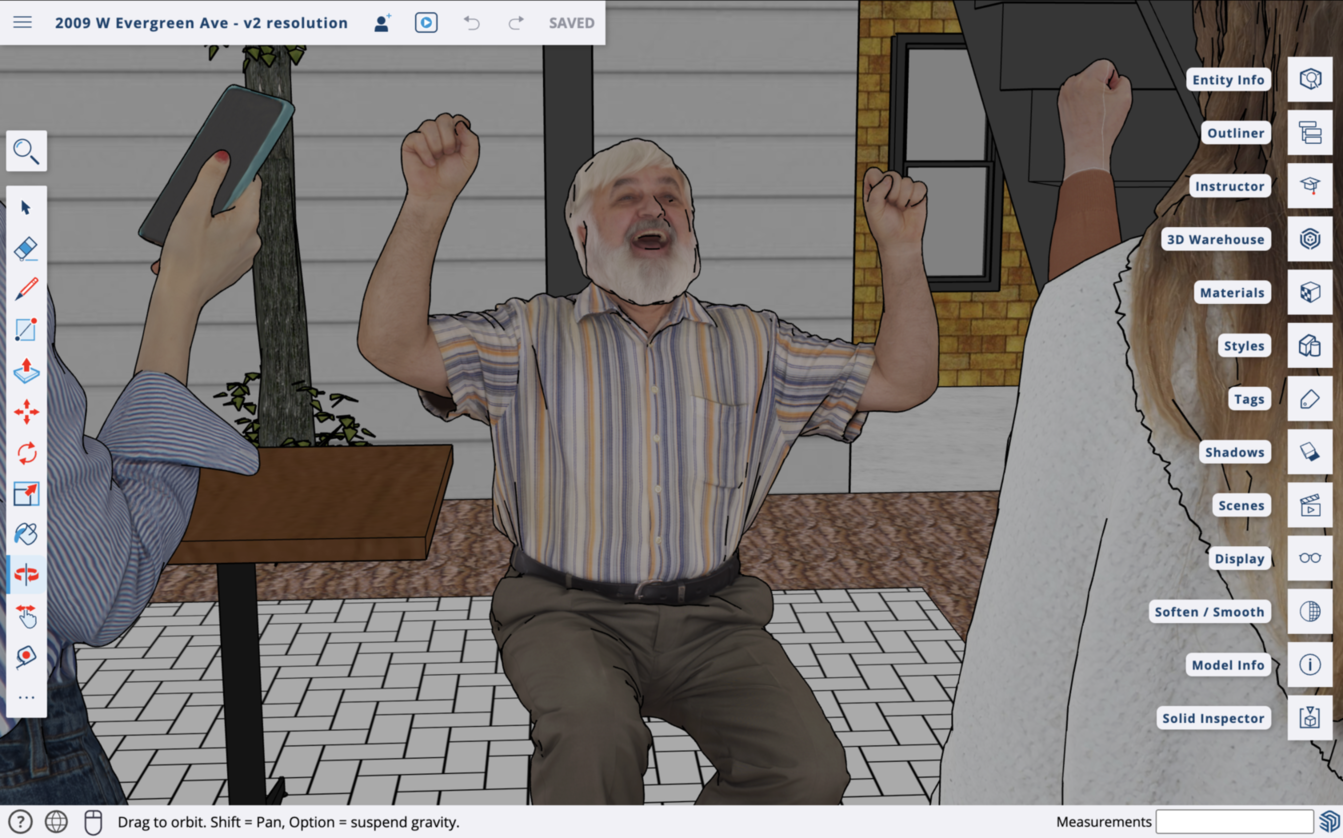 2009 W Evergreen Ave - v2 resolution
SAVED
Entity Info
Outliner
Instructor
3D Warehouse
Materials
Styles
Tags
Shadows
Scenes
Display
Soften / Smooth
Model Info
Solid Inspector
Drag to orbit. Shift = Pan, Option = suspend gravity.
Measurements